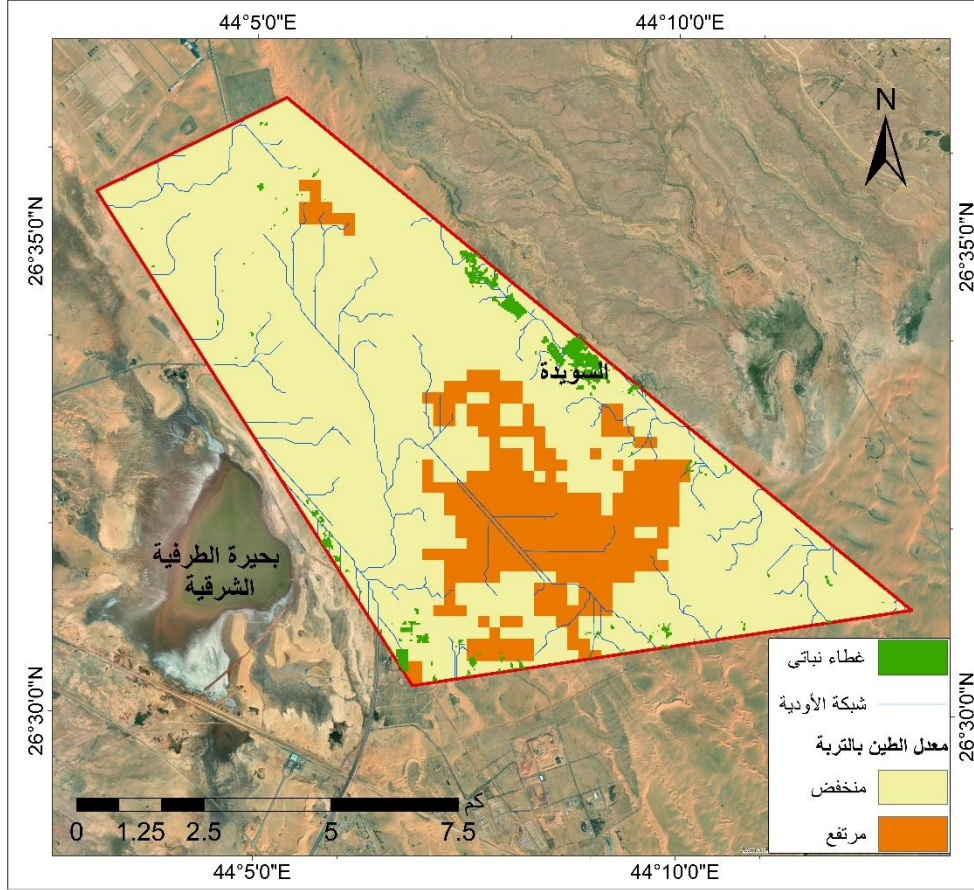 44°5'0"E
44°10'0"E
N
26°35'0"N
26°35'0"N
السويدة
بحيرة الطرفية
الشرقية
26°30'0"N
26°30'0"N
غطاء نباتي
شبكة الأودية
معدل الطين بالتربة
منخفض
مرتفع
كم
0 1.25 2.5 5 7.5
44°5'0"E
44°10'0"E